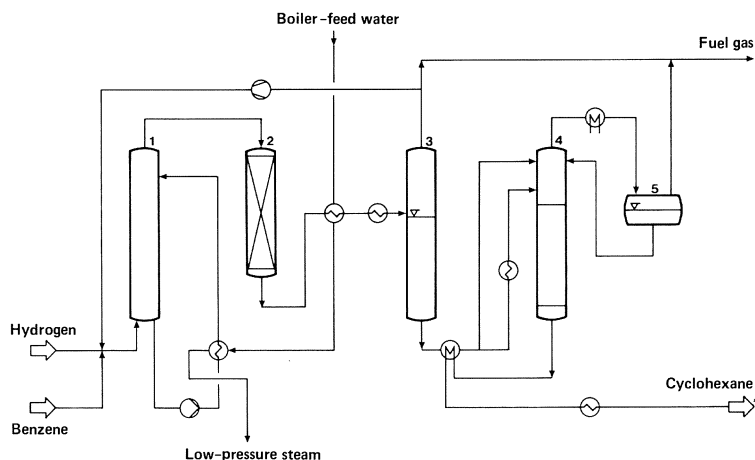 Boiler-feed water
Fuel gas
1
2
3
4
5
Hydrogen
Benzene
Cyclohexane
Low-pressure steam